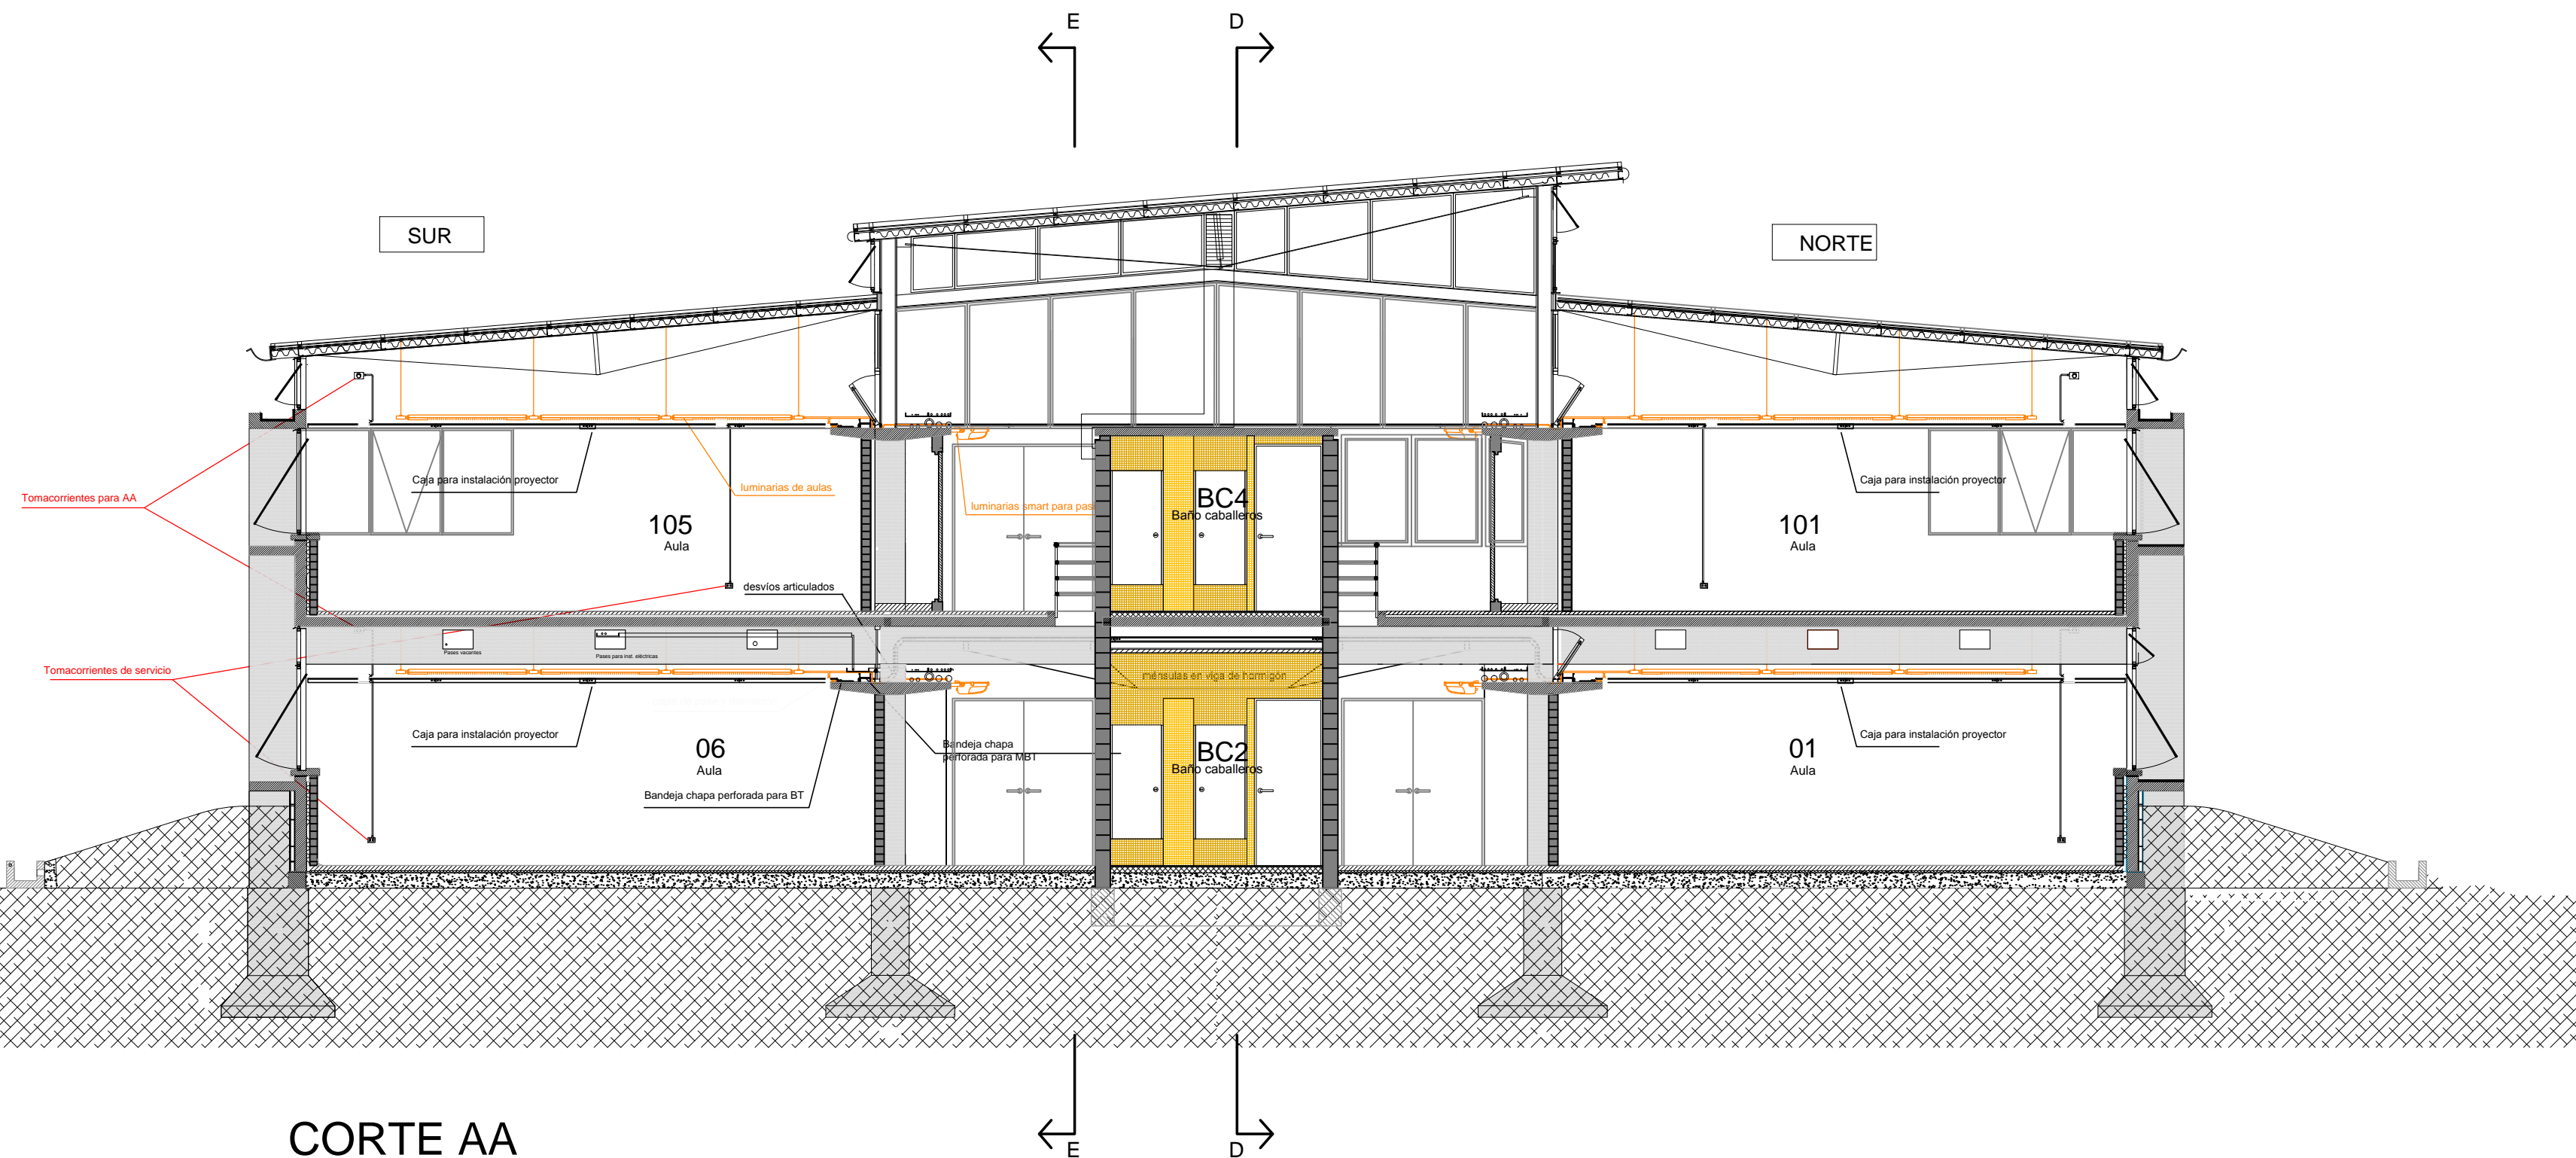 E
D
SUR
NORTE
Caja para instalación proyector
Caja para instalación proyector
Tomacorrientes para AA
luminarias de aulas
luminarias smart para pas
BC4
Baño caballeros
105
Aula
101
Aula
desvíos articulados
Pases vacantes
Pases para inst. eléctricas
Tomacorrientes de servicio
ménsulas en viga de hormigón
Caja para instalación proyector
Caja para instalación proyector
06
Aula
Bandeja chapa
perforada para MBT
BC2
Baño caballeros
01
Aula
Bandeja chapa perforada para BT
CORTE AA
E
D